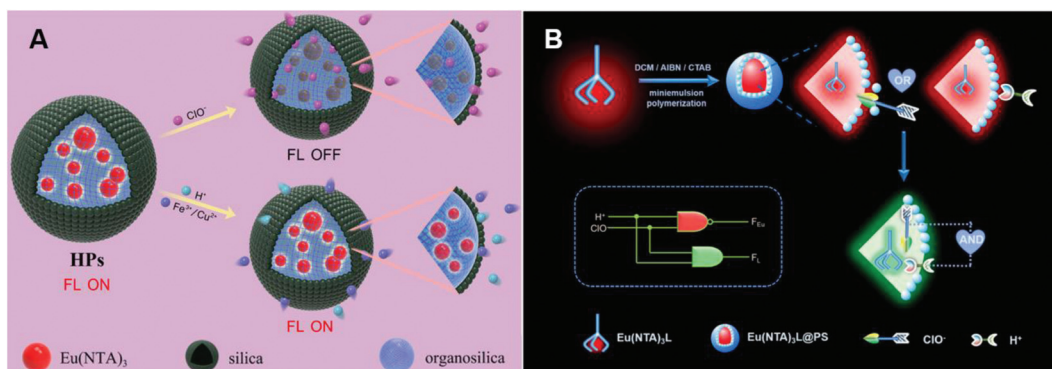 A
ClO⁻
FL OFF
H⁺
Fe³⁺/Cu²⁺
HPs
FL ON
FL ON
Eu(NTA)₃
silica
organosilica
B
DCM / AIBN / CTAB
miniemulsion
polymerization
OR
H⁺
ClO⁻
F_Eu
F_L
AND
Eu(NTA)₃L
Eu(NTA)₃L@PS
ClO⁻
H⁺